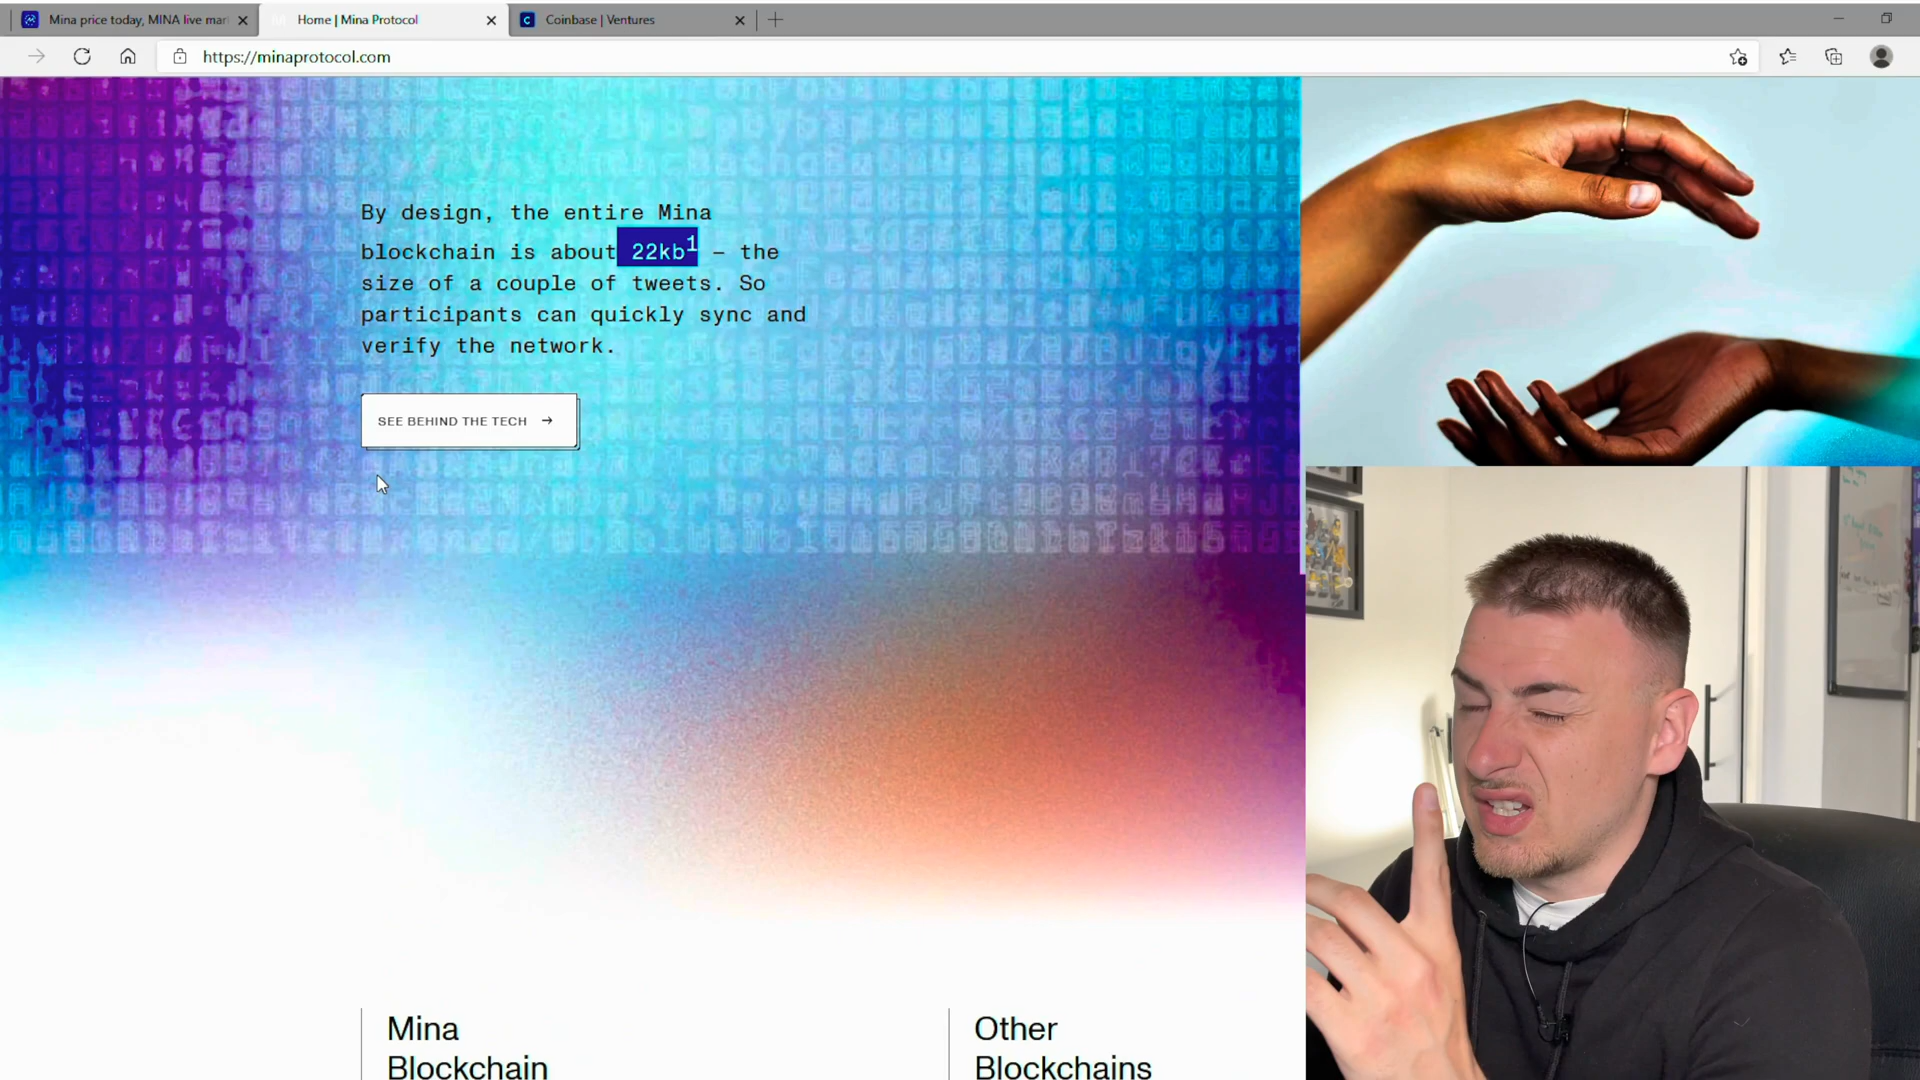 Mina price today, MINA live mar
Home | Mina Protocol
Coinbase | Ventures
https://minaprotocol.com
By design, the entire Mina
blockchain is about 22kb1 – the
size of a couple of tweets. So
participants can quickly sync and
verify the network.
SEE BEHIND THE TECH →
Mina
Blockchain
Other
Blockchains